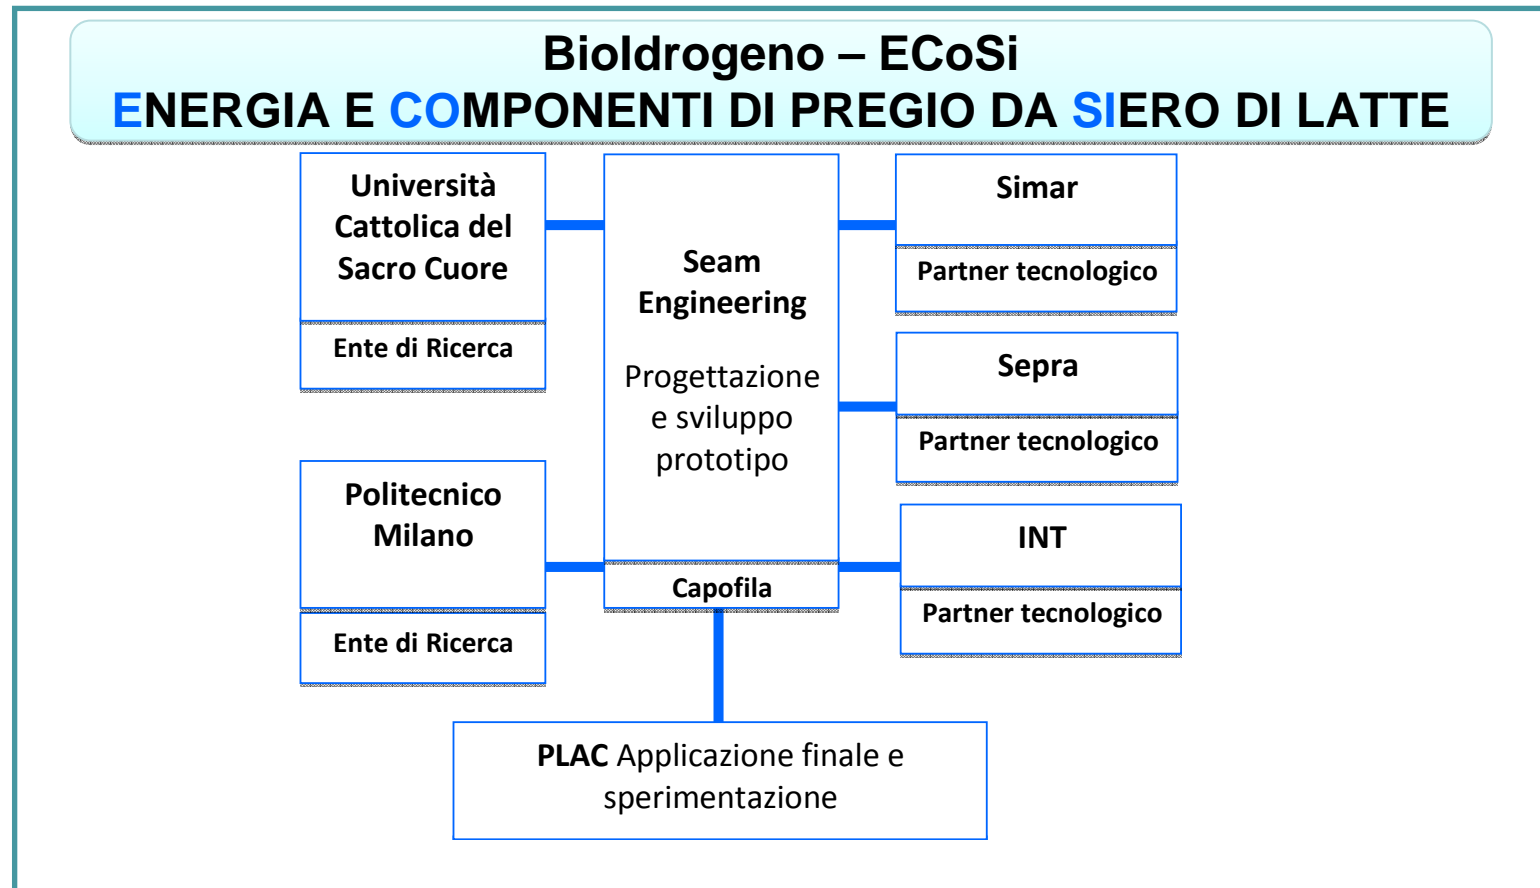 BioIdrogeno – ECoSi
ENERGIA E COMPONENTI DI PREGIO DA SIERO DI LATTE
Università
Cattolica del
Sacro Cuore
Ente di Ricerca
Politecnico
Milano
Ente di Ricerca
Seam
Engineering
Progettazione
e sviluppo
prototipo
Capofila
Simar
Partner tecnologico
Sepra
Partner tecnologico
INT
Partner tecnologico
PLAC Applicazione finale e
sperimentazione